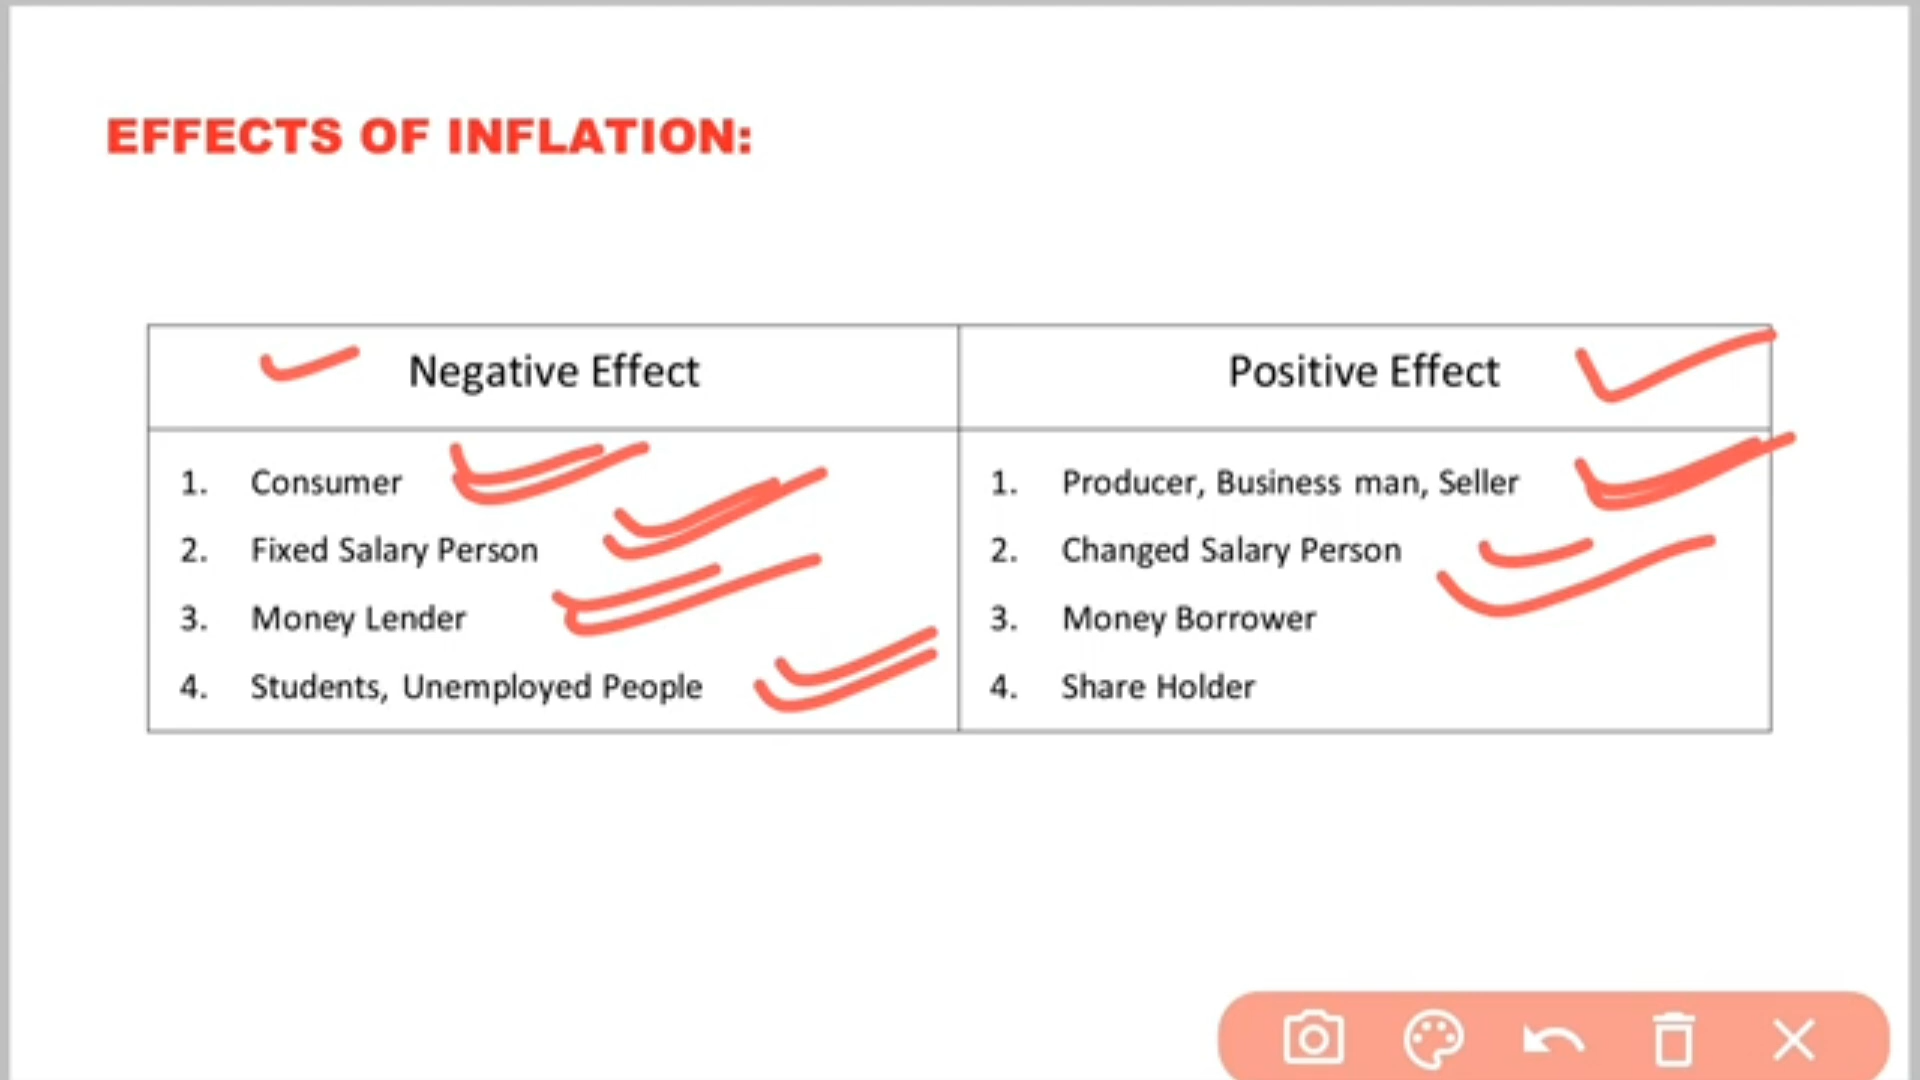 EFFECTS OF INFLATION:
Negative Effect
Positive Effect
1. Consumer
2. Fixed Salary Person
3. Money Lender
4. Students, Unemployed People
1. Producer, Business man, Seller
2. Changed Salary Person
3. Money Borrower
4. Share Holder